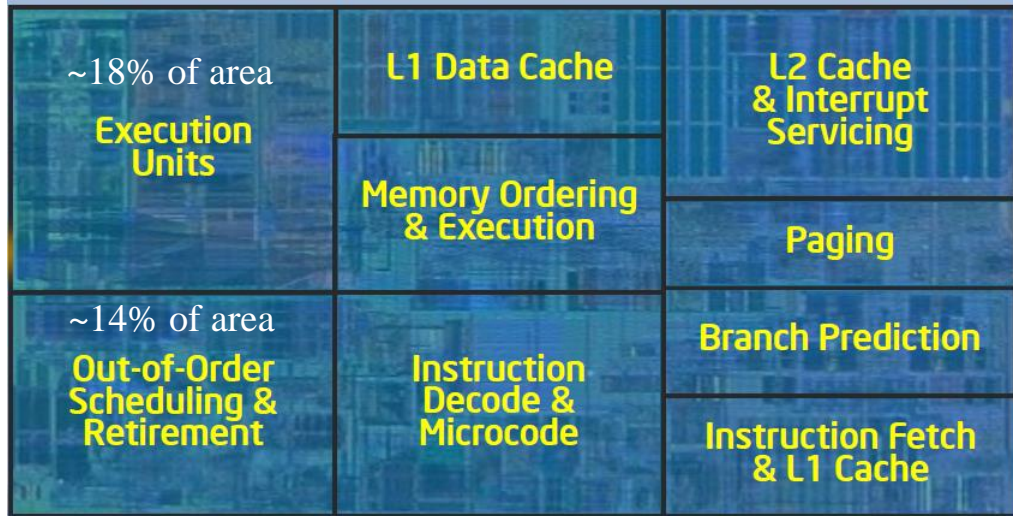 ~18% of area
Execution
Units
L1 Data Cache
L2 Cache
& Interrupt
Servicing
Memory Ordering
& Execution
Paging
~14% of area
Out-of-Order
Scheduling &
Retirement
Instruction
Decode &
Microcode
Branch Prediction
Instruction Fetch
& L1 Cache